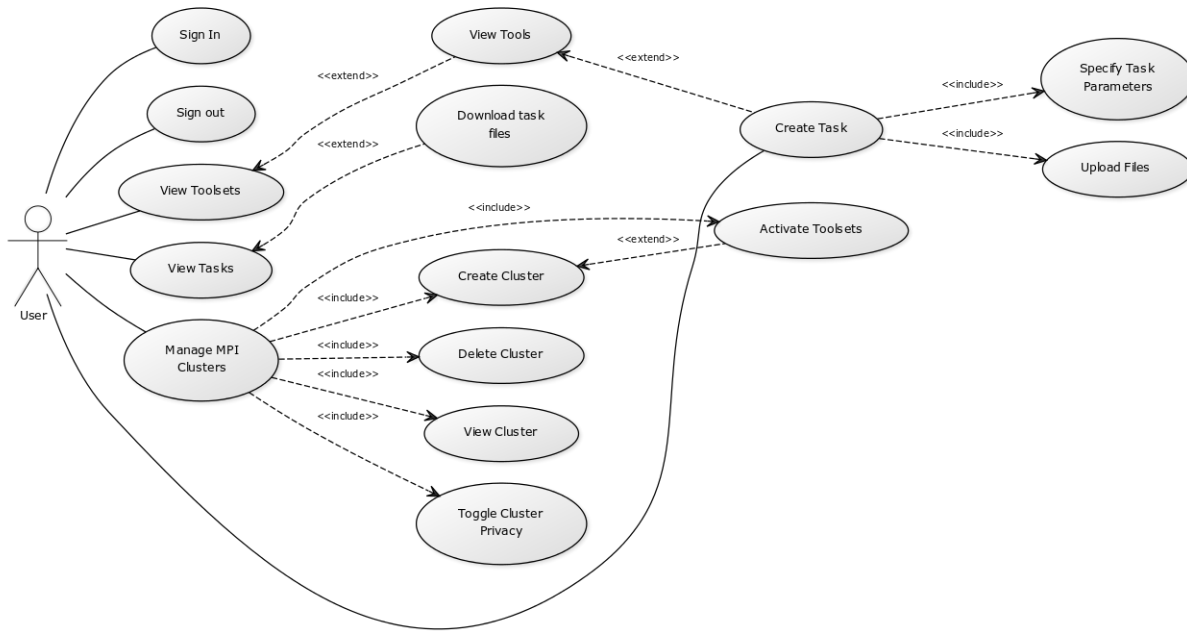 Sign In
View Tools
<<extend>>
Specify Task
Parameters
<<extend>>
<<include>>
Sign out
Download task
files
Create Task
<<include>>
<<extend>>
Upload Files
View Toolsets
<<include>>
Activate Toolsets
<<extend>>
View Tasks
Create Cluster
<<include>>
User
Manage MPI
Clusters
<<include>>
Delete Cluster
<<include>>
<<include>>
View Cluster
Toggle Cluster
Privacy